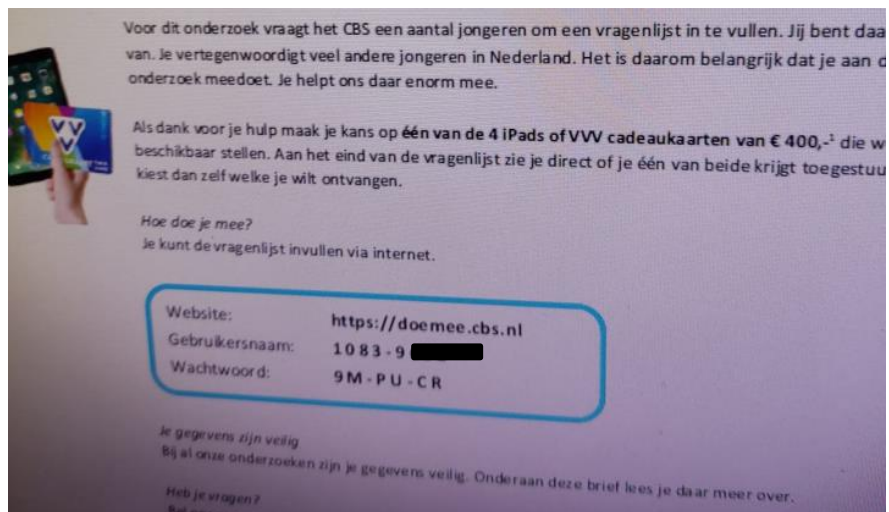 Voor dit onderzoek vraagt het CBS een aantal jongeren om een vragenlijst in te vullen. Jij bent daa
van. Je vertegenwoordigt veel andere jongeren in Nederland. Het is daarom belangrijk dat je aan d
onderzoek meedoet. Je helpt ons daar enorm mee.
Als dank voor je hulp maak je kans op één van de 4 iPads of VVV cadeaukaarten van € 400,-¹ die w
beschikbaar stellen. Aan het eind van de vragenlijst zie je direct of je één van beide krijgt toegestuu
kiest dan zelf welke je wilt ontvangen.
VVV
Hoe doe je mee?
Je kunt de vragenlijst invullen via internet.
Website: https://doemee.cbs.nl
Gebruikersnaam: 1083-9
Wachtwoord: 9M-PU-CR
Je gegevens zijn veilig
Bij al onze onderzoeken zijn je gegevens veilig. Onderaan deze brief lees je daar meer over.
Heb je vragen?